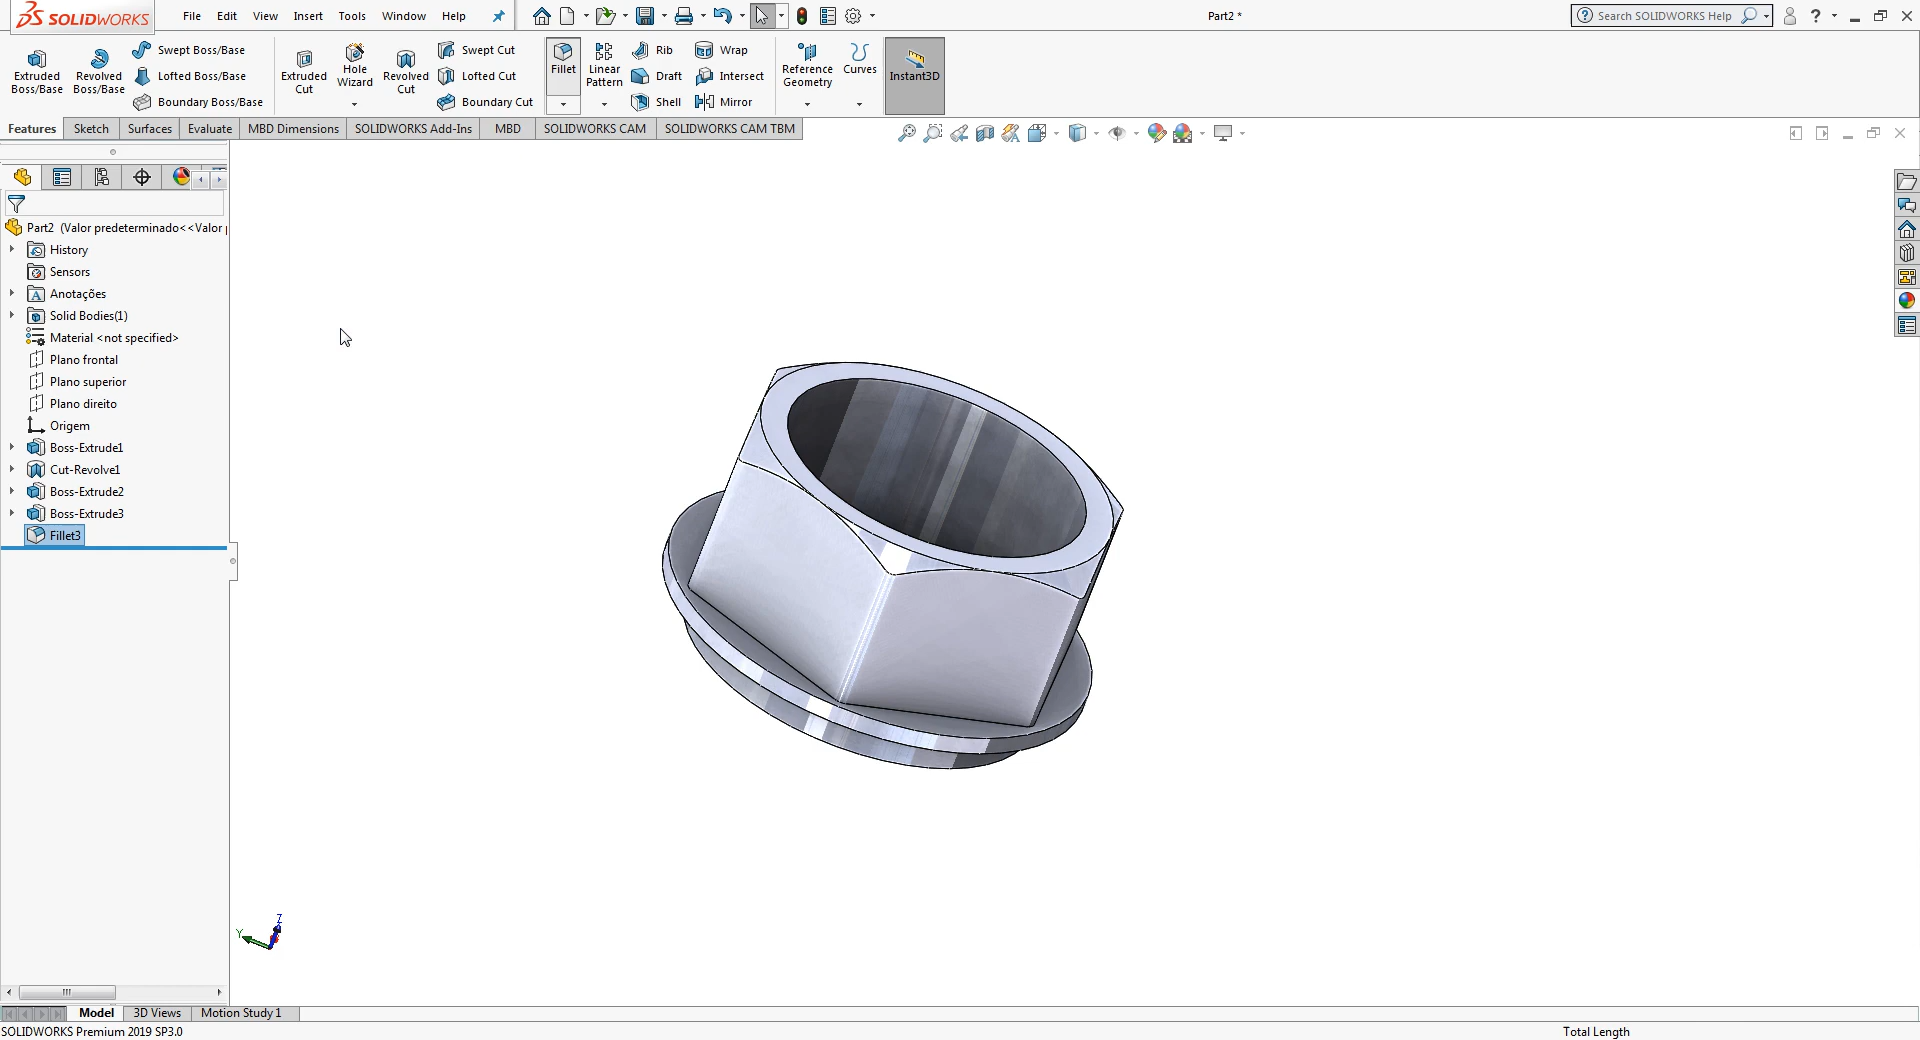 SOLIDWORKS File Edit View Insert Tools Window Help Part2 * Search SOLIDWORKS Help
Extruded Boss/Base
Revolved Boss/Base
Swept Boss/Base
Lofted Boss/Base
Boundary Boss/Base
Extruded Cut
Hole Wizard
Revolved Cut
Swept Cut
Lofted Cut
Boundary Cut
Fillet
Linear Pattern
Rib
Draft
Shell
Wrap
Intersect
Mirror
Reference Geometry
Curves
Instant3D
Features Sketch Surfaces Evaluate MBD Dimensions SOLIDWORKS Add-Ins MBD SOLIDWORKS CAM SOLIDWORKS CAM TBM
Part2 (Valor predeterminado<<Valor
History
Sensors
Anotações
Solid Bodies(1)
Material <not specified>
Plano frontal
Plano superior
Plano direito
Origem
Boss-Extrude1
Cut-Revolve1
Boss-Extrude2
Boss-Extrude3
Fillet3
Z
Y
Model 3D Views Motion Study 1
SOLIDWORKS Premium 2019 SP3.0 Total Length